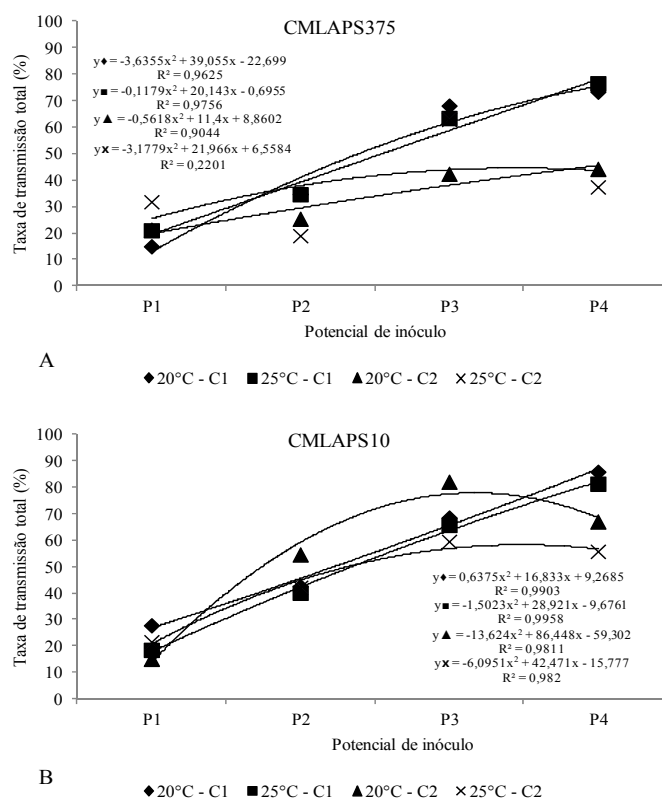 CMLAPS375
Taxa de transmissão total (%)
100
90
80
70
60
50
40
30
20
10
0
y♦= -3,6355x² + 39,055x - 22,699
R² = 0,9625
y■= -0,1179x² + 20,143x - 0,6955
R² = 0,9756
y▲= -0,5618x² + 11,4x + 8,8602
R² = 0,9044
yx= -3,1779x² + 21,966x + 6,5584
R² = 0,2201
P1 P2 P3 P4
Potencial de inóculo
A
♦20°C - C1 ■25°C - C1 ▲20°C - C2 ×25°C - C2
CMLAPS10
Taxa de transmissão total (%)
100
90
80
70
60
50
40
30
20
10
0
y♦= 0,6375x² + 16,833x + 9,2685
R² = 0,9903
y■= -1,5023x² + 28,921x - 9,6761
R² = 0,9958
y▲= -13,624x² + 86,448x - 59,302
R² = 0,9811
yx= -6,0951x² + 42,471x - 15,777
R² = 0,982
P1 P2 P3 P4
Potencial de inóculo
B
♦20°C - C1 ■25°C - C1 ▲20°C - C2 ×25°C - C2